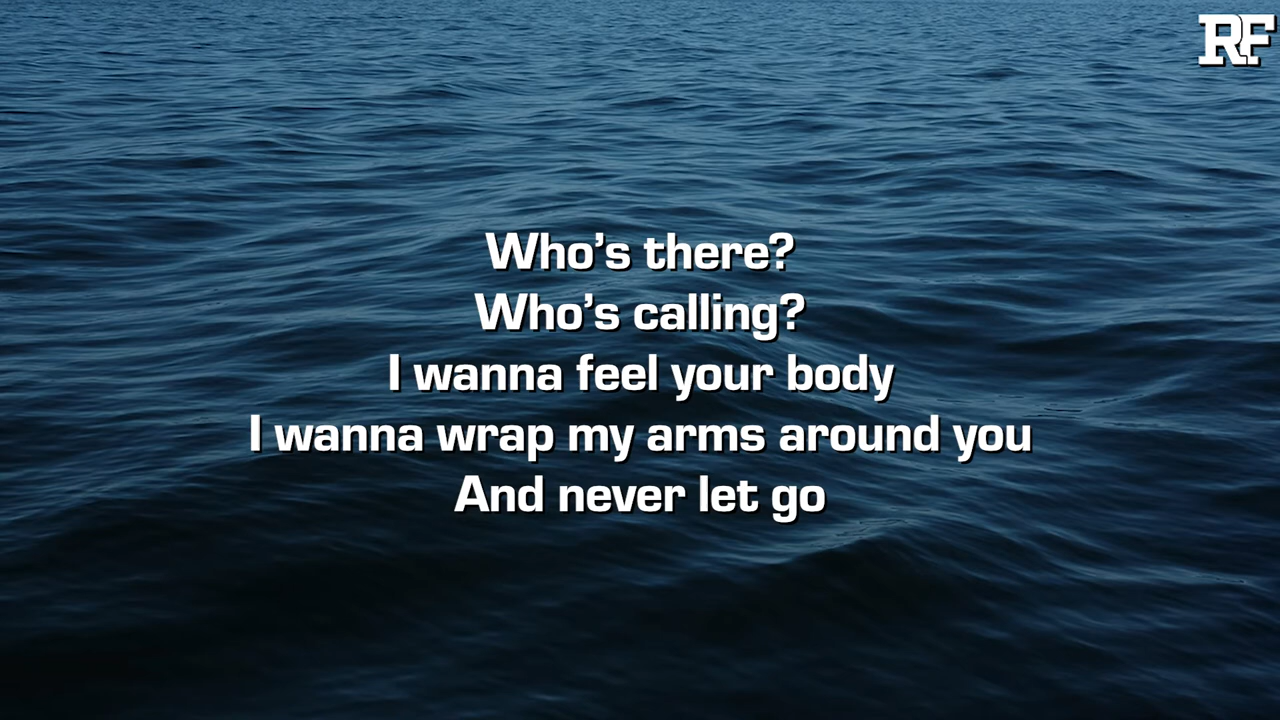 RF
Who’s there?
Who’s calling?
I wanna feel your body
I wanna wrap my arms around you
And never let go